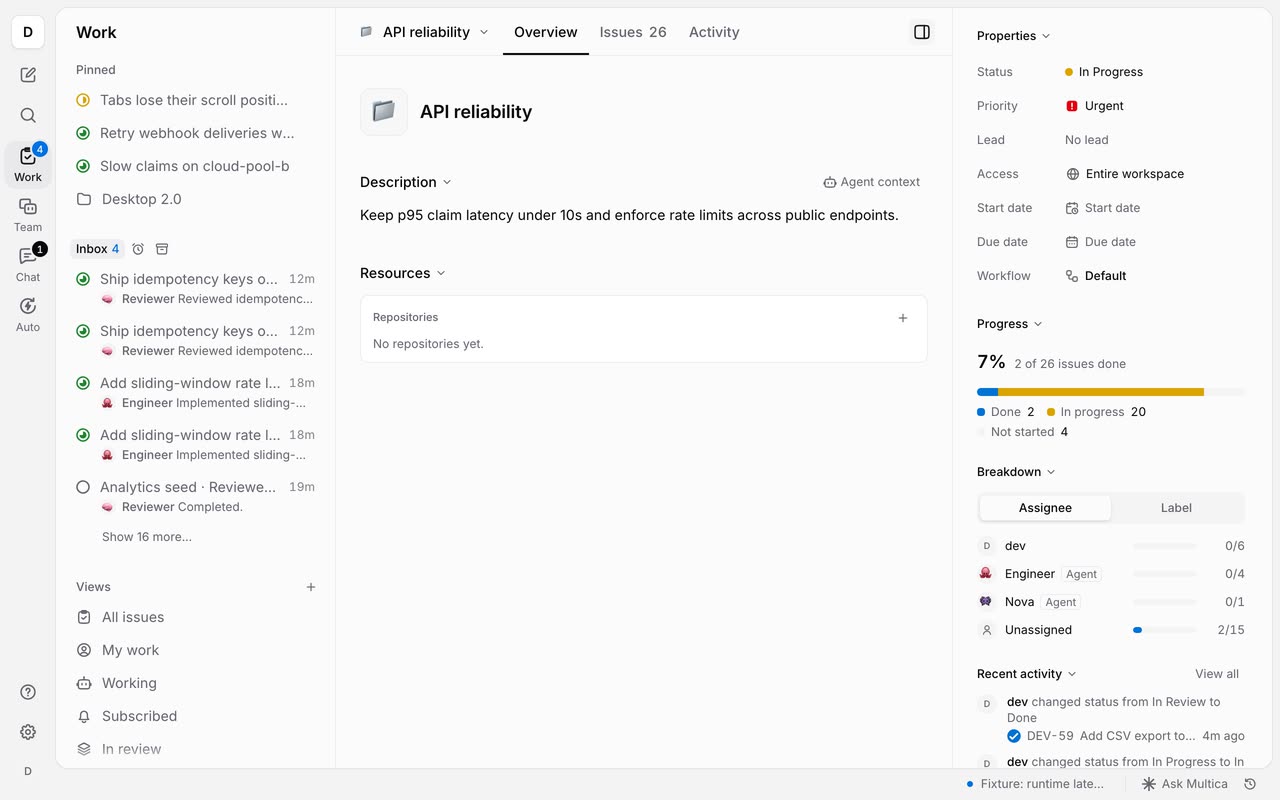 D
Work
4
Team
Chat
1
Auto
D
Work
Pinned
Tabs lose their scroll positi...
Retry webhook deliveries w...
Slow claims on cloud-pool-b
Desktop 2.0
Inbox 4
Ship idempotency keys o... 12m
Reviewer Reviewed idempotenc...
Ship idempotency keys o... 12m
Reviewer Reviewed idempotenc...
Add sliding-window rate l... 18m
Engineer Implemented sliding-...
Add sliding-window rate l... 18m
Engineer Implemented sliding-...
Analytics seed · Reviewe... 19m
Reviewer Completed.
Show 16 more...
Views
All issues
My work
Working
Subscribed
In review
API reliability
Overview
Issues 26
Activity
API reliability
Description
Agent context
Keep p95 claim latency under 10s and enforce rate limits across public endpoints.
Resources
Repositories
No repositories yet.
Properties
Status In Progress
Priority Urgent
Lead No lead
Access Entire workspace
Start date Start date
Due date Due date
Workflow Default
Progress
7% 2 of 26 issues done
Done 2 In progress 20
Not started 4
Breakdown
Assignee Label
D dev 0/6
Engineer Agent 0/4
Nova Agent 0/1
Unassigned 2/15
Recent activity View all
D dev changed status from In Review to
Done
DEV-59 Add CSV export to... 4m ago
D dev changed status from In Progress to In
Fixture: runtime late...
Ask Multica